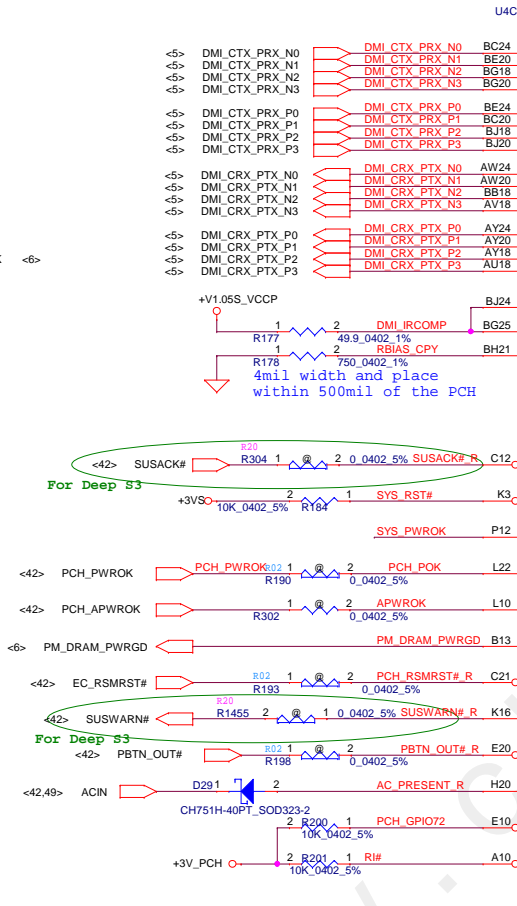 U4C
<5> DMI_CTX_PRX_N0 DMI_CTX_PRX_N0 BC24
<5> DMI_CTX_PRX_N1 DMI_CTX_PRX_N1 BE20
<5> DMI_CTX_PRX_N2 DMI_CTX_PRX_N2 BG18
<5> DMI_CTX_PRX_N3 DMI_CTX_PRX_N3 BG20
<5> DMI_CTX_PRX_P0 DMI_CTX_PRX_P0 BE24
<5> DMI_CTX_PRX_P1 DMI_CTX_PRX_P1 BC20
<5> DMI_CTX_PRX_P2 DMI_CTX_PRX_P2 BJ18
<5> DMI_CTX_PRX_P3 DMI_CTX_PRX_P3 BJ20
<5> DMI_CRX_PTX_N0 DMI_CRX_PTX_N0 AW24
<5> DMI_CRX_PTX_N1 DMI_CRX_PTX_N1 AW20
<5> DMI_CRX_PTX_N2 DMI_CRX_PTX_N2 BB18
<5> DMI_CRX_PTX_N3 DMI_CRX_PTX_N3 AV18
<5> DMI_CRX_PTX_P0 DMI_CRX_PTX_P0 AY24
<5> DMI_CRX_PTX_P1 DMI_CRX_PTX_P1 AY20
<6> <5> DMI_CRX_PTX_P2 DMI_CRX_PTX_P2 AY18
<5> DMI_CRX_PTX_P3 DMI_CRX_PTX_P3 AU18
+V1.05S_VCCP
BJ24
1 2 DMI_IRCOMP BG25
R177 49.9_0402_1%
1 2 RBIAS_CPY BH21
R178 750_0402_1%
4mil width and place
within 500mil of the PCH
R20
<42> SUSACK# R304 1 @ 2 0_0402_5% SUSACK#_R C12
For Deep S3
+3VS 2 1 SYS_RST# K3
10K_0402_5% R184
SYS_PWROK P12
<42> PCH_PWROK PCH_PWROK R02 1 @ 2 PCH_POK L22
R190 0_0402_5%
<42> PCH_APWROK 1 @ 2 APWROK L10
R302 0_0402_5%
<6> PM_DRAM_PWRGD PM_DRAM_PWRGD B13
<42> EC_RSMRST# R02 1 @ 2 PCH_RSMRST#_R C21
R193 0_0402_5%
R20
<42> SUSWARN# R1455 2 @ 1 0_0402_5% SUSWARN#_R K16
For Deep S3
<42> PBTN_OUT# R02 1 @ 2 PBTN_OUT#_R E20
R198 0_0402_5%
<42,49> ACIN D29 1 2 AC_PRESENT_R H20
CH751H-40PT_SOD323-2
2 R200 1 PCH_GPIO72 E10
10K_0402_5%
+3V_PCH 2 R201 1 RI# A10
10K_0402_5%